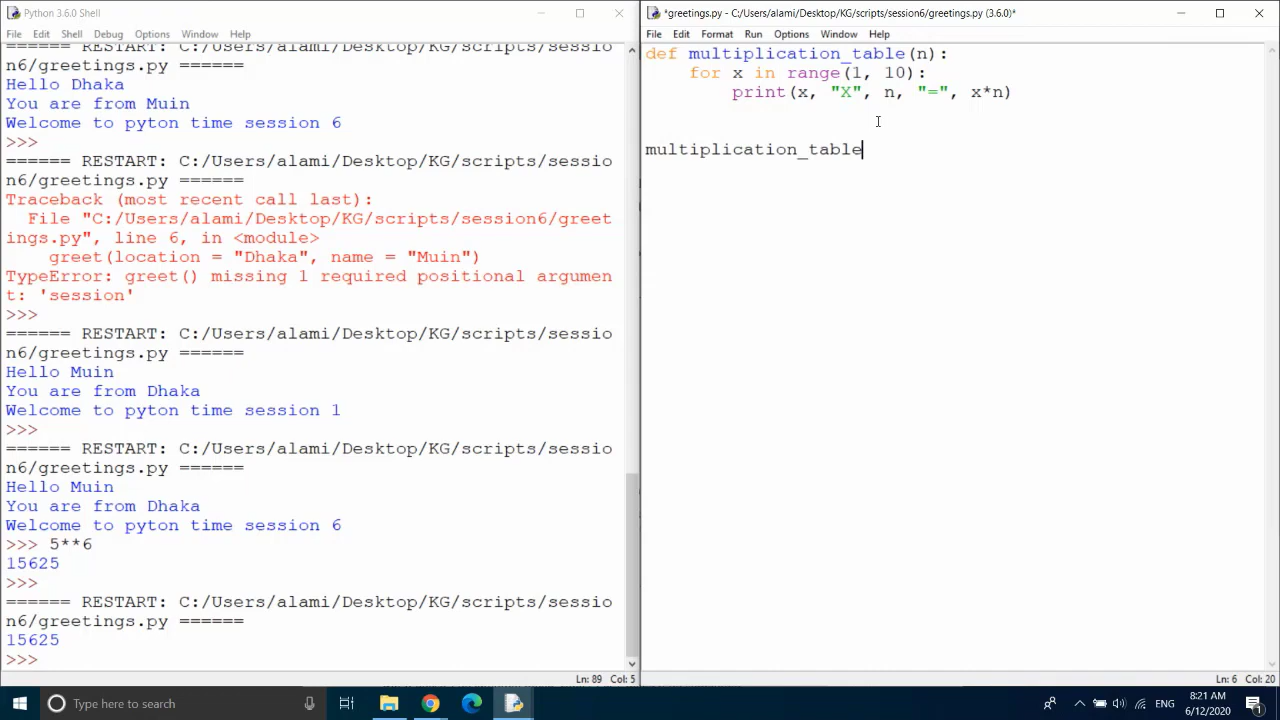 Python 3.6.0 Shell
File Edit Shell Debug Options Window Help
====== RESTART: C:/Users/alami/Desktop/KG/scripts/sessio
n6/greetings.py ======
Hello Dhaka
You are from Muin
Welcome to pyton time session 6
>>>
====== RESTART: C:/Users/alami/Desktop/KG/scripts/sessio
n6/greetings.py ======
Traceback (most recent call last):
File "C:/Users/alami/Desktop/KG/scripts/session6/greet
ings.py", line 6, in <module>
greet(location = "Dhaka", name = "Muin")
TypeError: greet() missing 1 required positional argumen
t: 'session'
>>>
====== RESTART: C:/Users/alami/Desktop/KG/scripts/sessio
n6/greetings.py ======
Hello Muin
You are from Dhaka
Welcome to pyton time session 1
>>>
====== RESTART: C:/Users/alami/Desktop/KG/scripts/sessio
n6/greetings.py ======
Hello Muin
You are from Dhaka
Welcome to pyton time session 6
>>> 5**6
15625
>>>
====== RESTART: C:/Users/alami/Desktop/KG/scripts/sessio
n6/greetings.py ======
15625
>>>
Ln: 89 Col: 5
*greetings.py - C:/Users/alami/Desktop/KG/scripts/session6/greetings.py (3.6.0)*
File Edit Format Run Options Window Help
def multiplication_table(n):
for x in range(1, 10):
print(x, "X", n, "=", x*n)
multiplication_table
Ln: 6 Col: 20
Type here to search
ENG
8:21 AM
6/12/2020
1